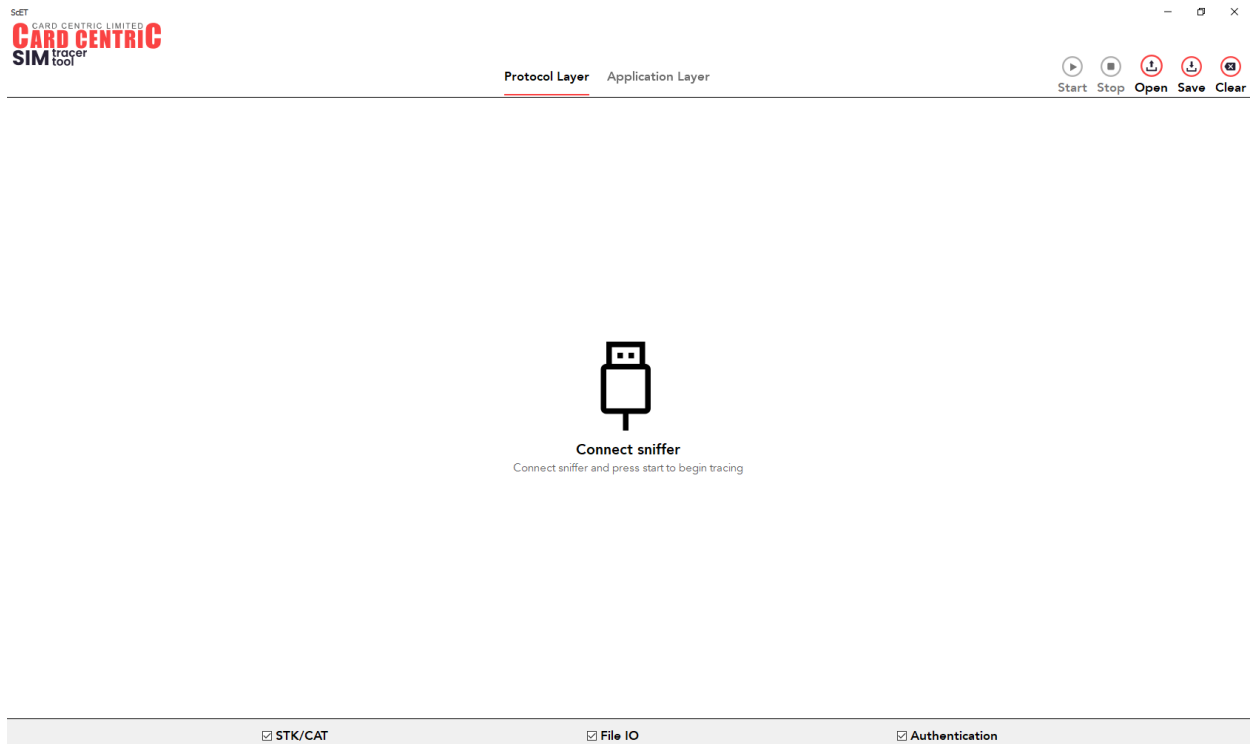 ScET
CARD CENTRIC LIMITED
CARD CENTRiC
SIM tracer tool
Protocol Layer Application Layer
Start Stop Open Save Clear
Connect sniffer
Connect sniffer and press start to begin tracing
STK/CAT File IO Authentication